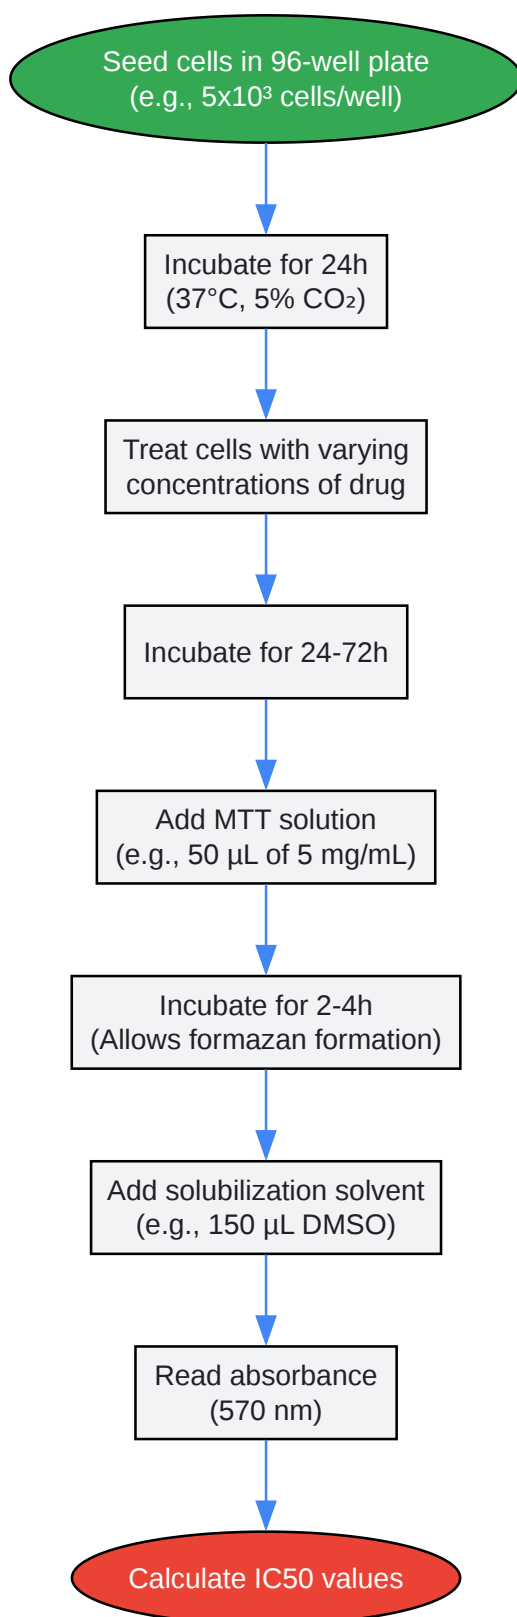 Seed cells in 96-well plate
(e.g., 5x10³ cells/well)
Incubate for 24h
(37°C, 5% CO₂)
Treat cells with varying
concentrations of drug
Incubate for 24-72h
Add MTT solution
(e.g., 50 µL of 5 mg/mL)
Incubate for 2-4h
(Allows formazan formation)
Add solubilization solvent
(e.g., 150 µL DMSO)
Read absorbance
(570 nm)
Calculate IC50 values